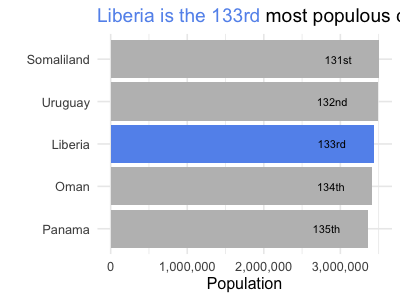 Liberia is the 133rd most populous
Somaliland 131st
Uruguay 132nd
Liberia 133rd
Oman 134th
Panama 135th
0 1,000,000 2,000,000 3,000,000
Population